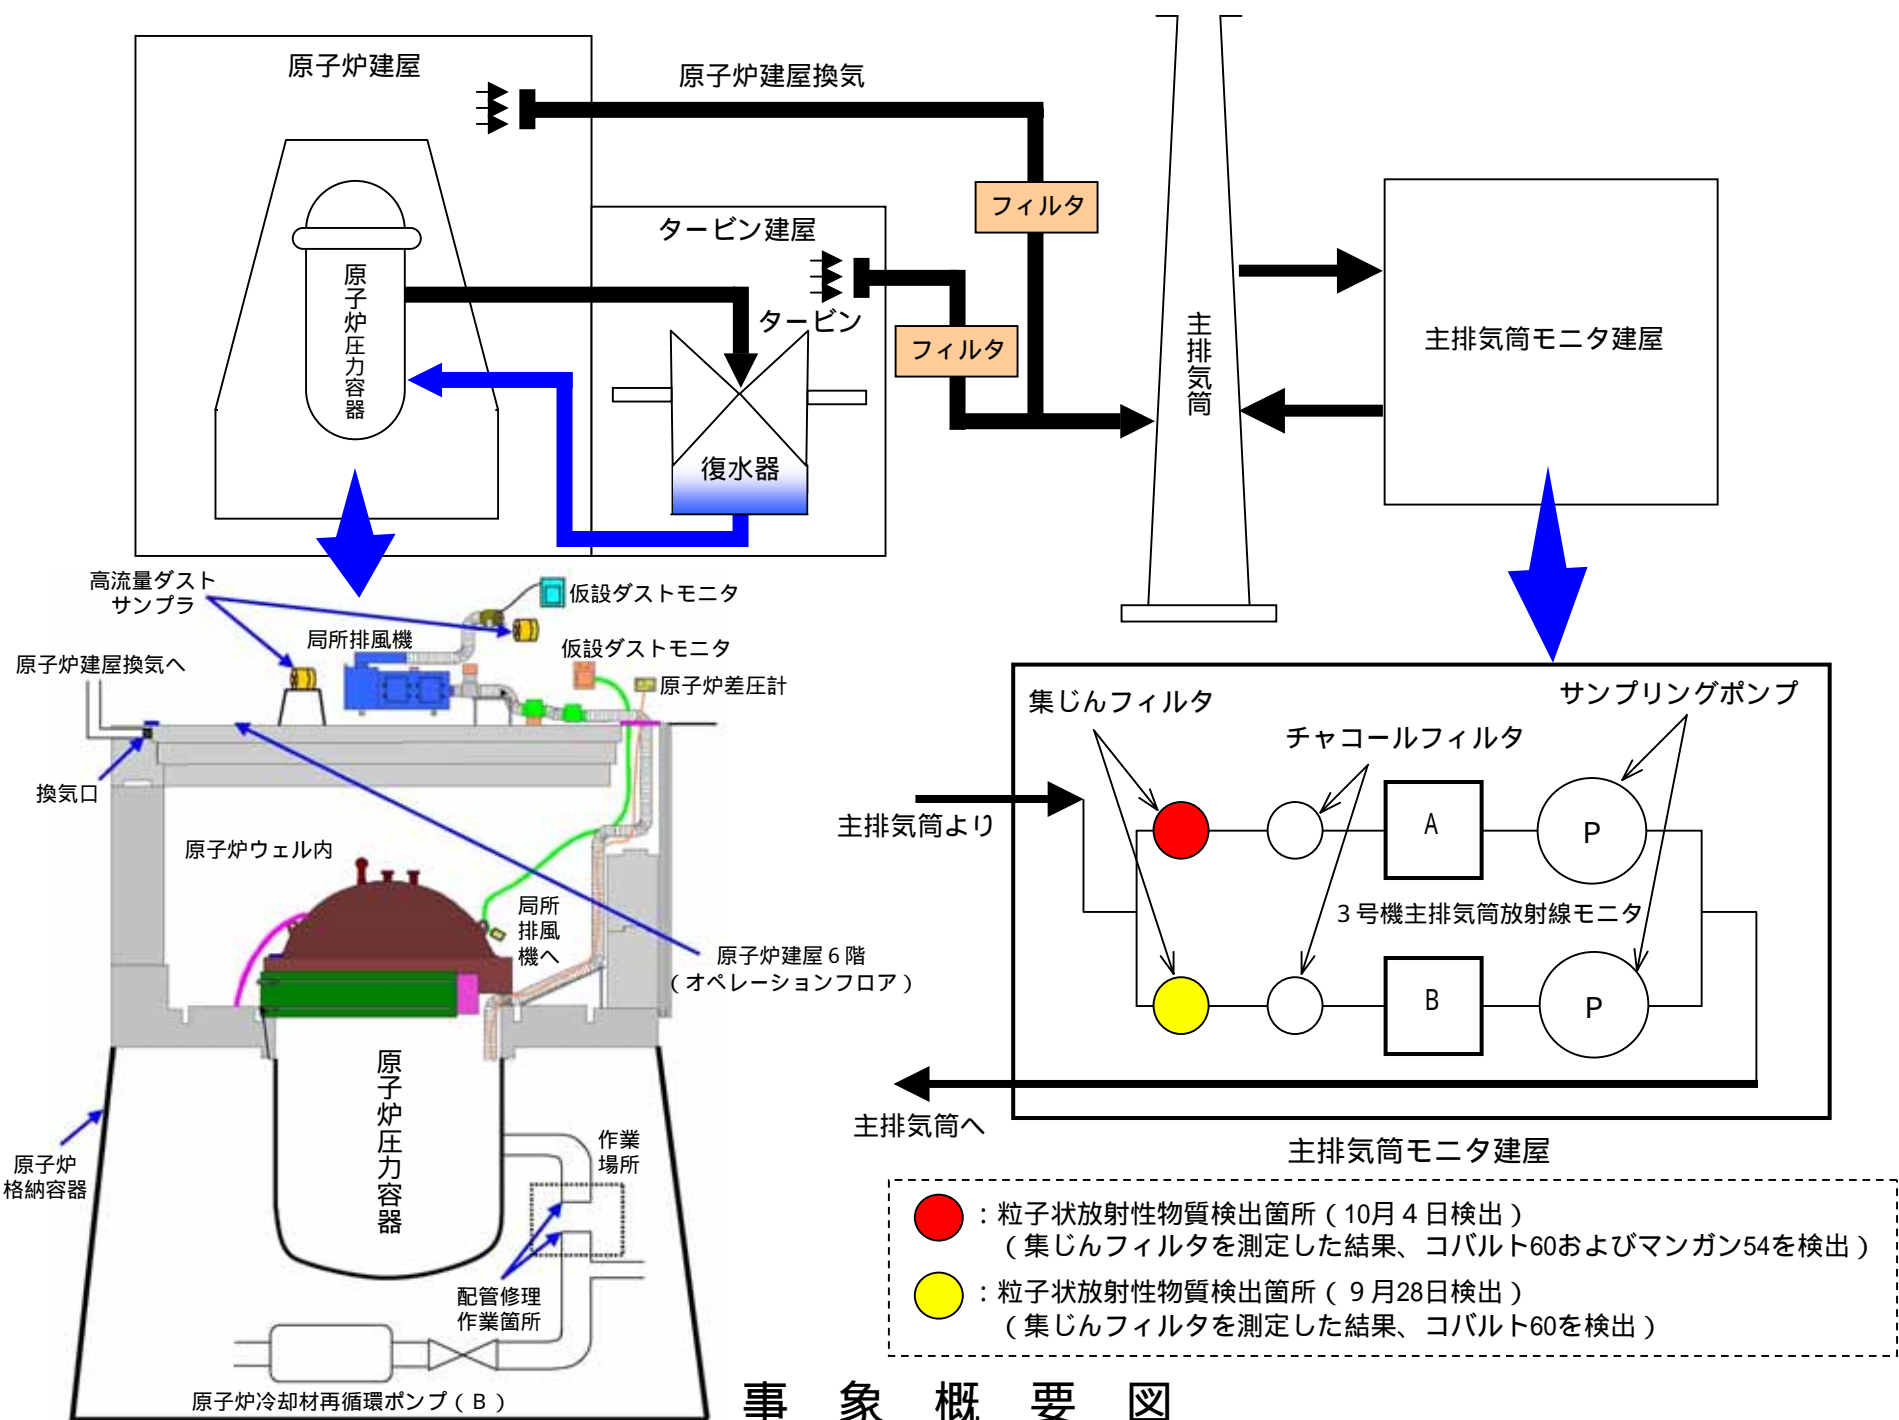 原子炉建屋
原子炉建屋換気
フィルタ
タービン建屋
タービン
フィルタ
原子炉圧力容器
復水器
主排気筒
主排気筒モニタ建屋
高流量ダスト
サンプラ
仮設ダストモニタ
局所排風機
仮設ダストモニタ
原子炉建屋換気へ
原子炉差圧計
換気口
原子炉ウェル内
局所
排風
機へ
原子炉建屋6階
(オペレーションフロア)
原子炉圧力容器
原子炉
格納容器
作業
場所
配管修理
作業箇所
原子炉冷却材再循環ポンプ(B)
集じんフィルタ
サンプリングポンプ
チャコールフィルタ
主排気筒より
A
P
3号機主排気筒放射線モニタ
B
P
主排気筒へ
主排気筒モニタ建屋
:粒子状放射性物質検出箇所(10月4日検出)
(集じんフィルタを測定した結果、コバルト60およびマンガン54を検出)
:粒子状放射性物質検出箇所(9月28日検出)
(集じんフィルタを測定した結果、コバルト60を検出)
事象概要図